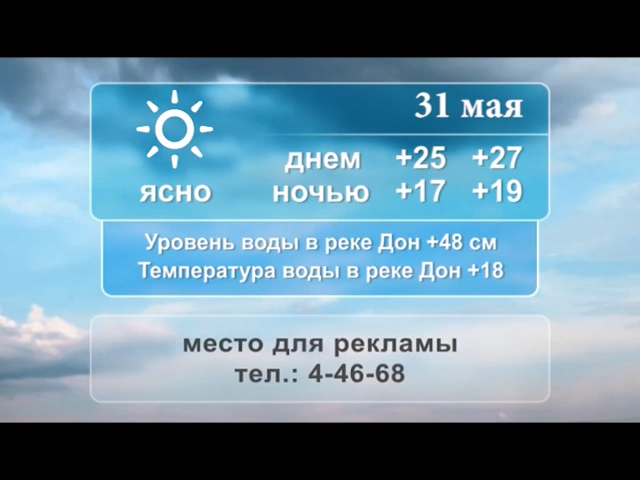 31 мая
днем +25 +27
ясно ночью +17 +19
Уровень воды в реке Дон +48 см
Температура воды в реке Дон +18
место для рекламы
тел.: 4-46-68